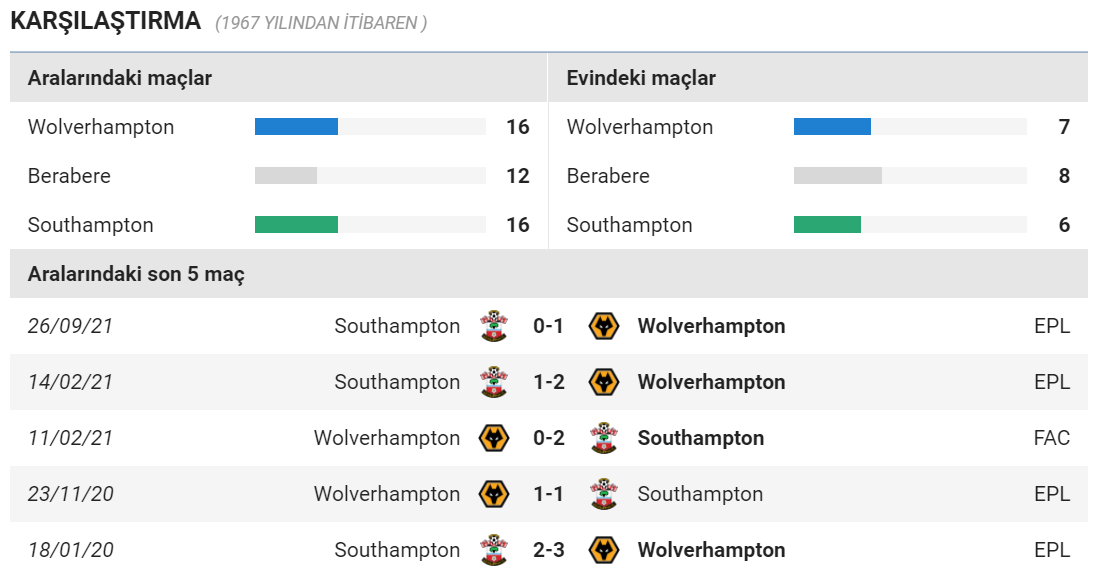 KARŞILAŞTIRMA (1967 YILINDAN İTİBAREN )
Aralarındaki maçlar Evindeki maçlar
Wolverhampton 16 Wolverhampton 7
Berabere 12 Berabere 8
Southampton 16 Southampton 6
Aralarındaki son 5 maç
26/09/21 Southampton 0-1 Wolverhampton EPL
14/02/21 Southampton 1-2 Wolverhampton EPL
11/02/21 Wolverhampton 0-2 Southampton FAC
23/11/20 Wolverhampton 1-1 Southampton EPL
18/01/20 Southampton 2-3 Wolverhampton EPL